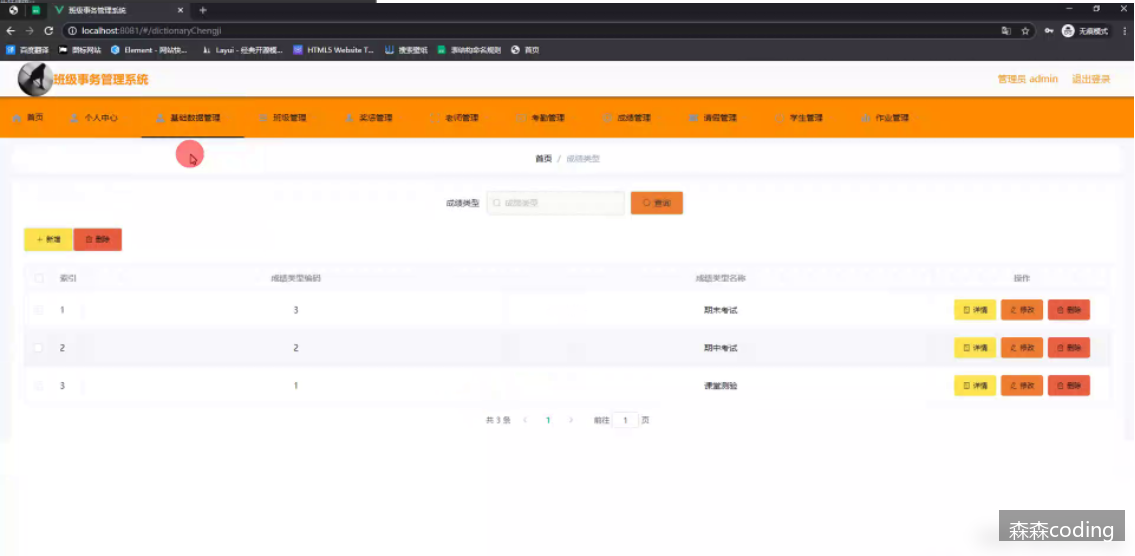 班级事务管理系统
localhost:8081/#/dictionaryChengji
无痕模式
百度翻译 图标网站 Element - 网站快... Layui - 经典开源模... HTML5 Website T... 搜索壁纸 首页
班级事务管理系统 管理员 admin 退出登录
首页 个人中心 基础数据管理 班级管理 奖惩管理 老师管理 考勤管理 成绩管理 请假管理 学生管理 作业管理
首页 / 成绩类型
成绩类型 成绩类型 查询
+ 新增 删除
索引 成绩类型编码 成绩类型名称 操作
1 3 期末考试 详情 修改 删除
2 2 期中考试 详情 修改 删除
3 1 课堂测验 详情 修改 删除
共 3 条 < 1 > 前往 1 页
森森coding